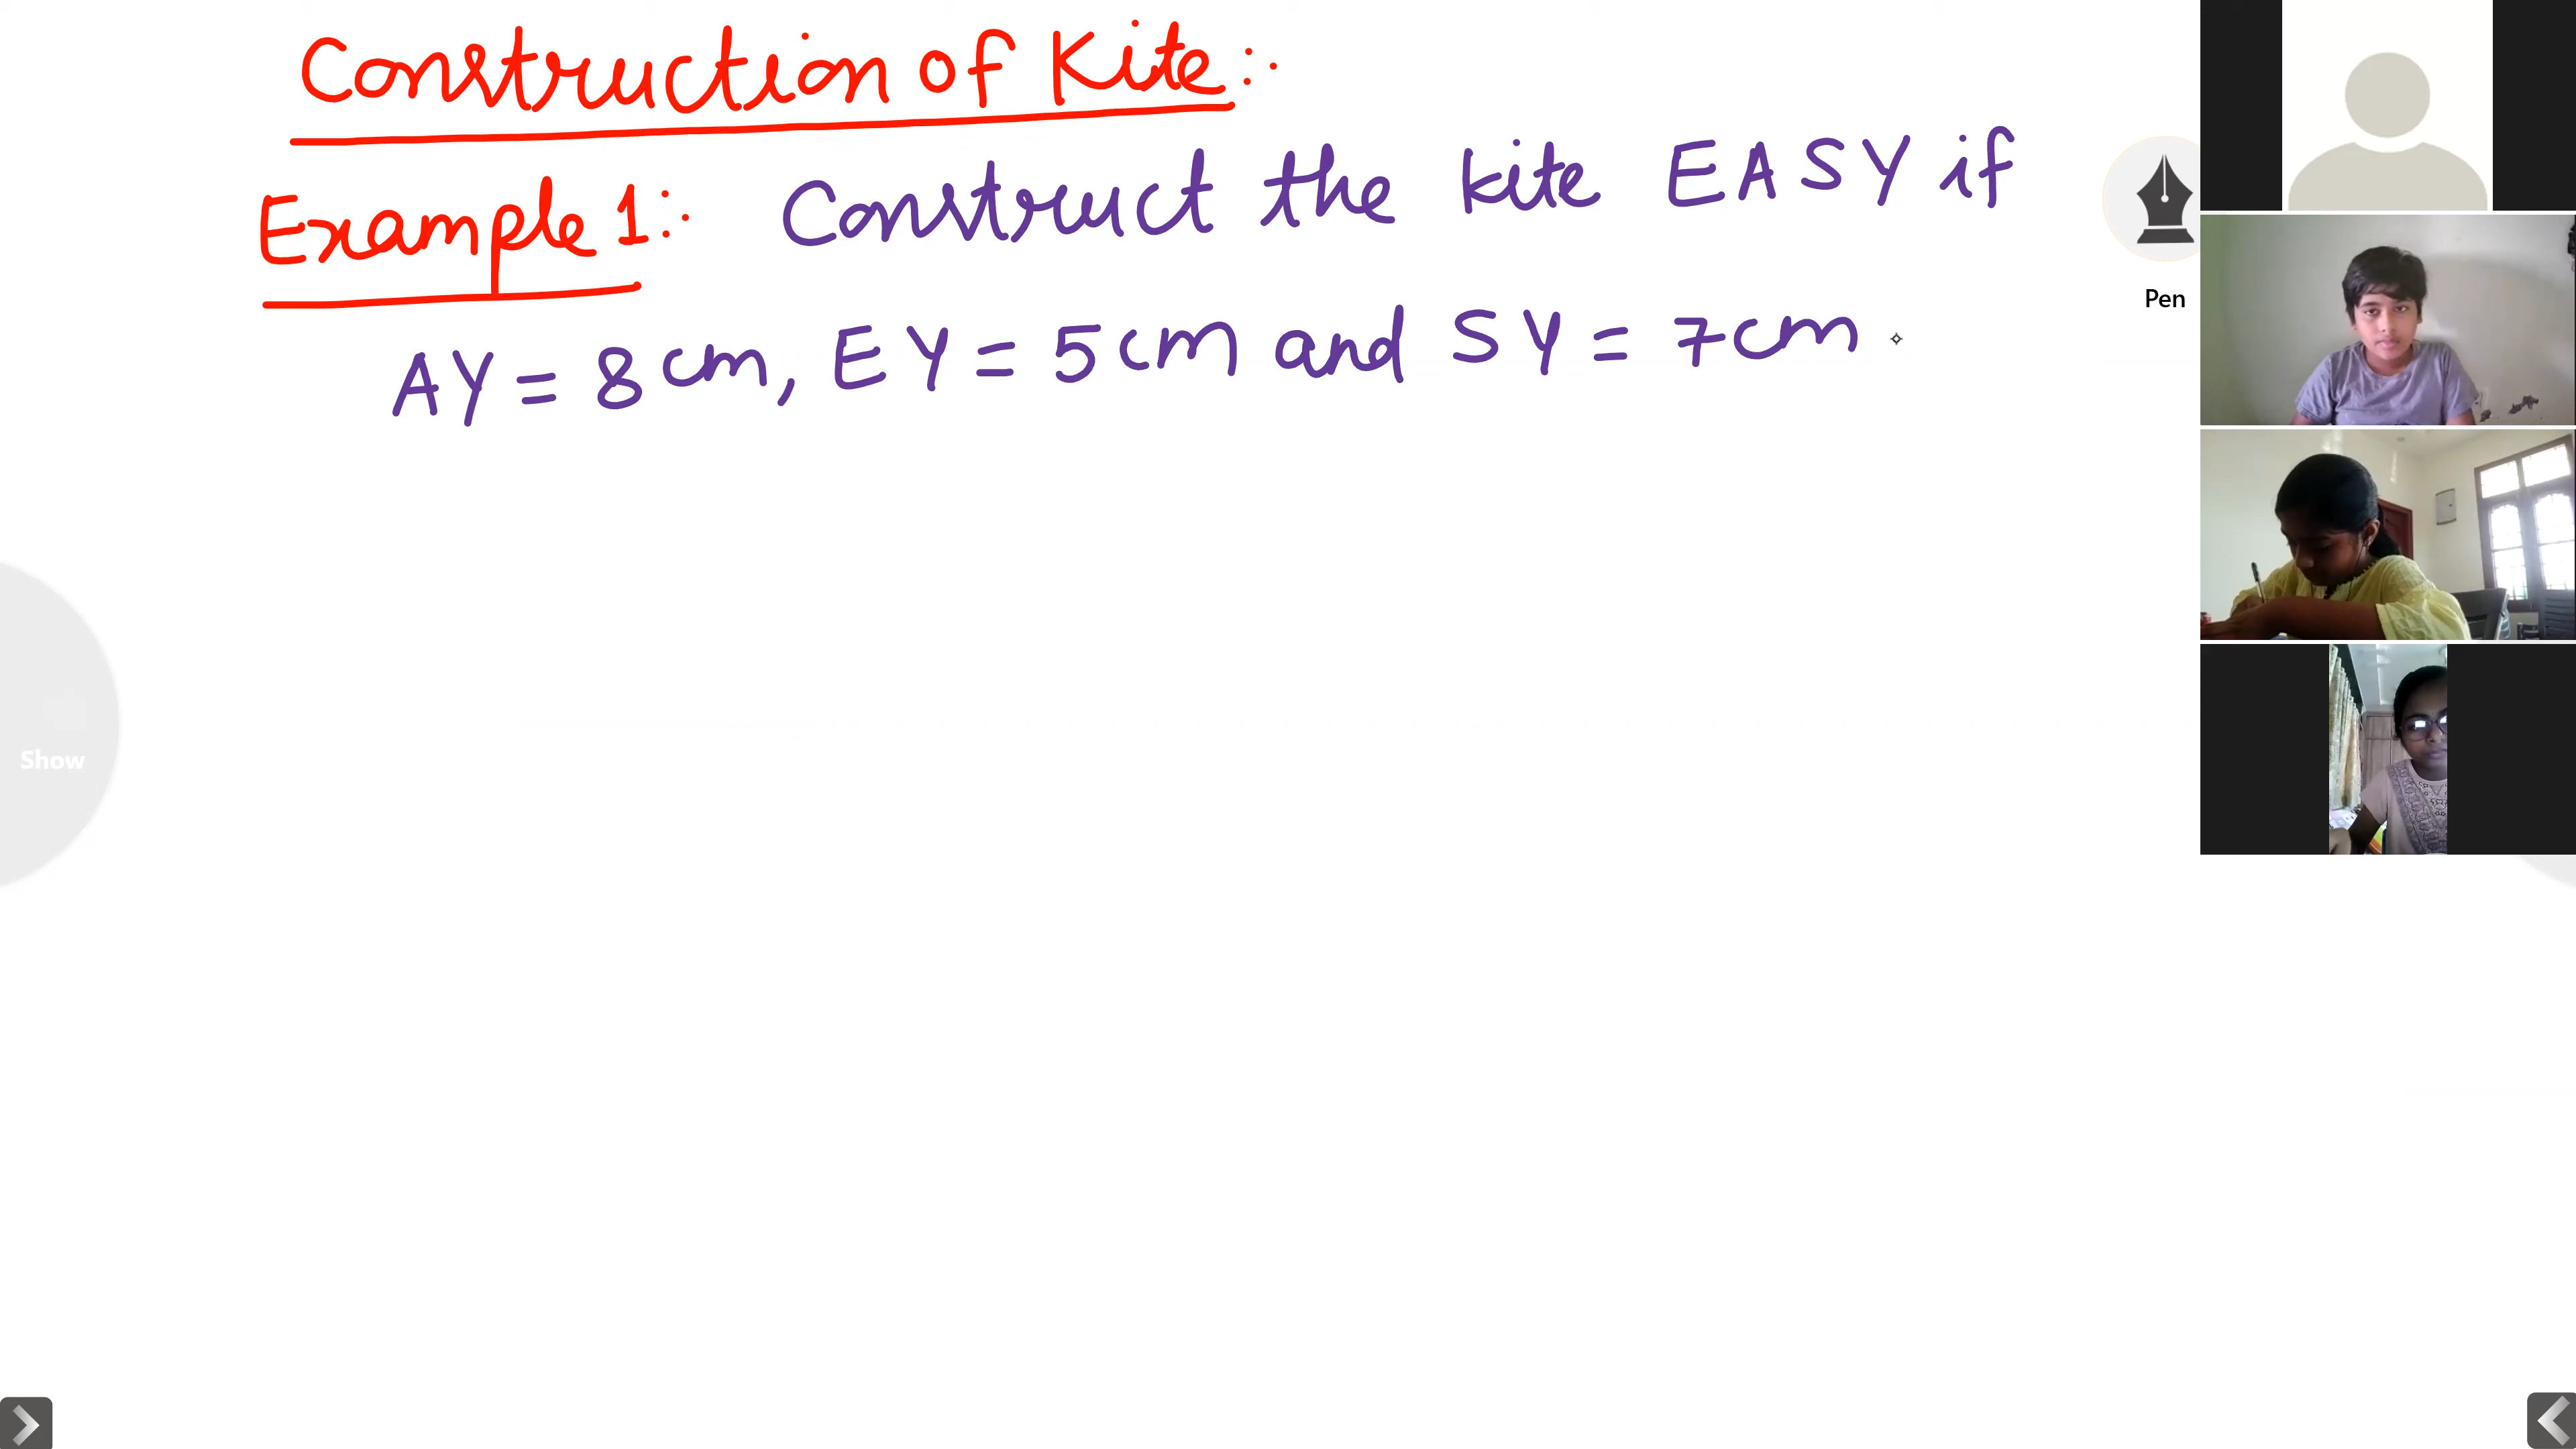 Construction of Kite:
Example 1: Construct the kite EASY if
AY = 8 cm, EY = 5 cm and SY = 7 cm.
Pen
Show